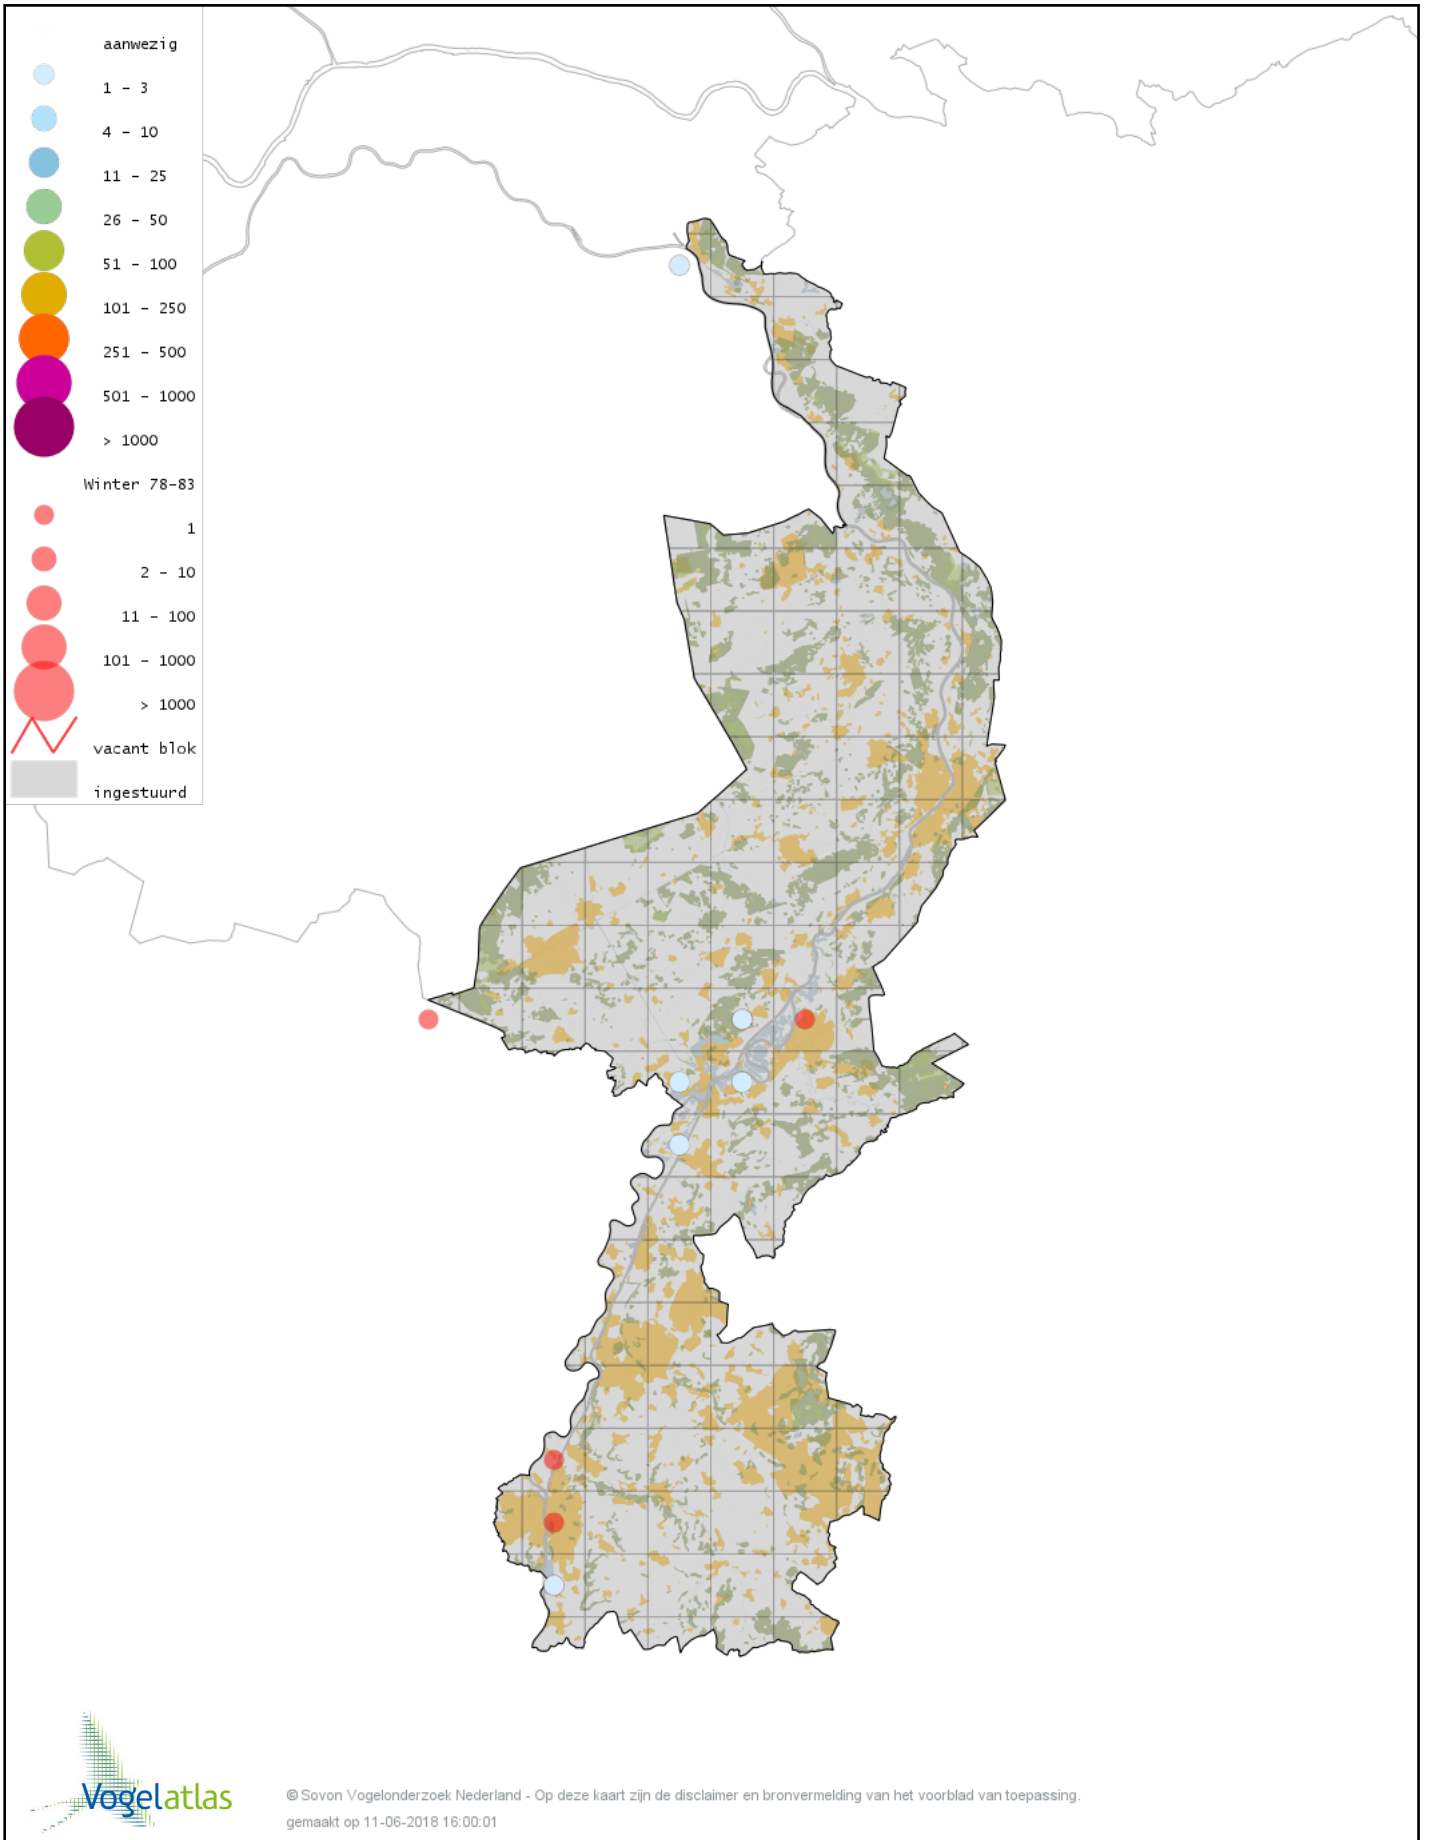 aanwezig
1 - 3
4 - 10
11 - 25
26 - 50
51 - 100
101 - 250
251 - 500
501 - 1000
> 1000
Winter 78-83
1
2 - 10
11 - 100
101 - 1000
> 1000
vacant blok
ingestuurd
Vogelatlas
© Sovon Vogelonderzoek Nederland - Op deze kaart zijn de disclaimer en bronvermelding van het voorblad van toepassing.
gemaakt op 11-06-2018 16:00:01